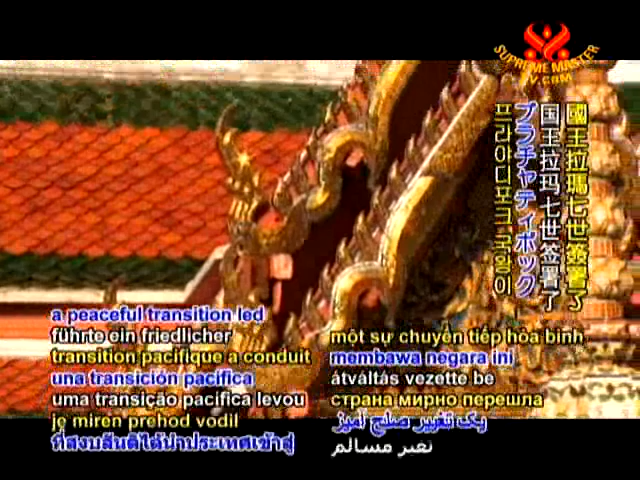 SUPREME MASTER
TV.com
國王拉瑪七世簽署了
国王拉玛七世签署了
プラチャティポック
프라챠디포크 국왕이
a peaceful transition led
führte ein friedlicher
transition pacifique a conduit
una transición pacífica
uma transição pacífica levou
je miren prehod vodil
ที่สงบสันติได้นำประเทศเข้าสู่
một sự chuyển tiếp hòa bình
membawa negara ini
átváltás vezette be
страна мирно перешла
یک تغییر صلح آمیز
تغير مسالم